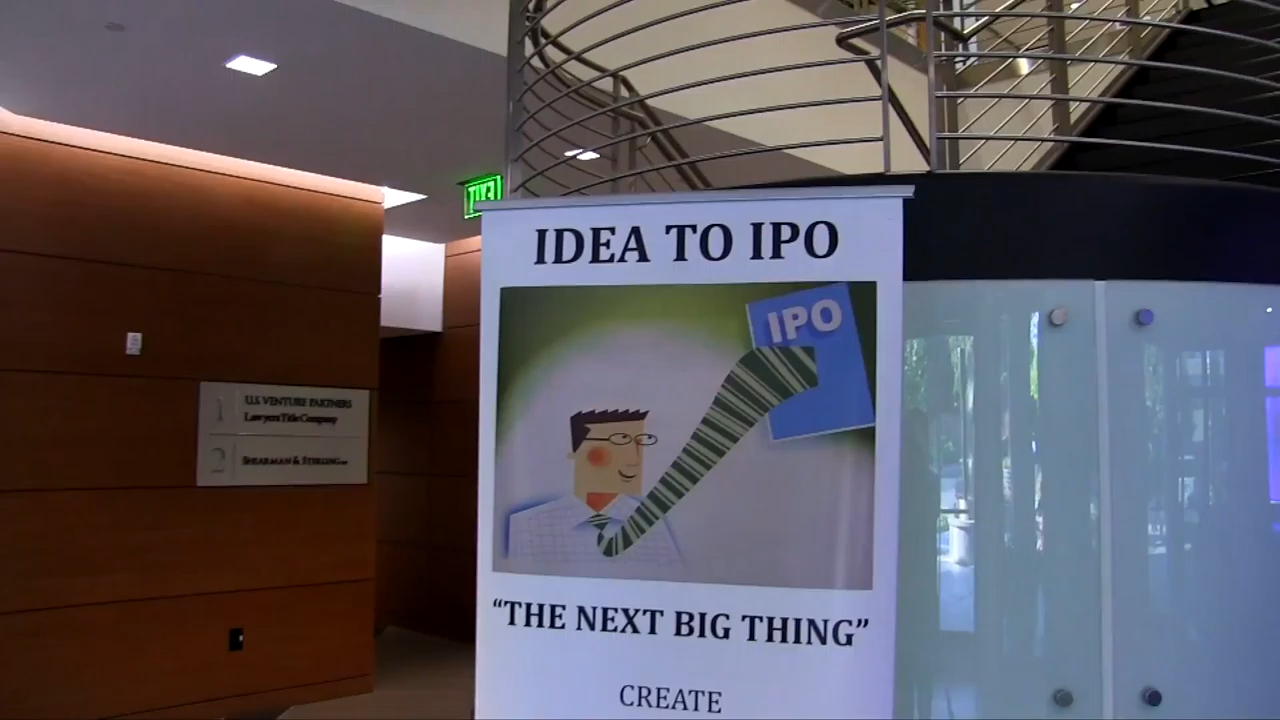 EXIT
IDEA TO IPO
IPO
1 U.S. VENTURE PARTNERS
Lawyers Title Company
2 SHEARMAN & STERLING LLP
"THE NEXT BIG THING"
CREATE